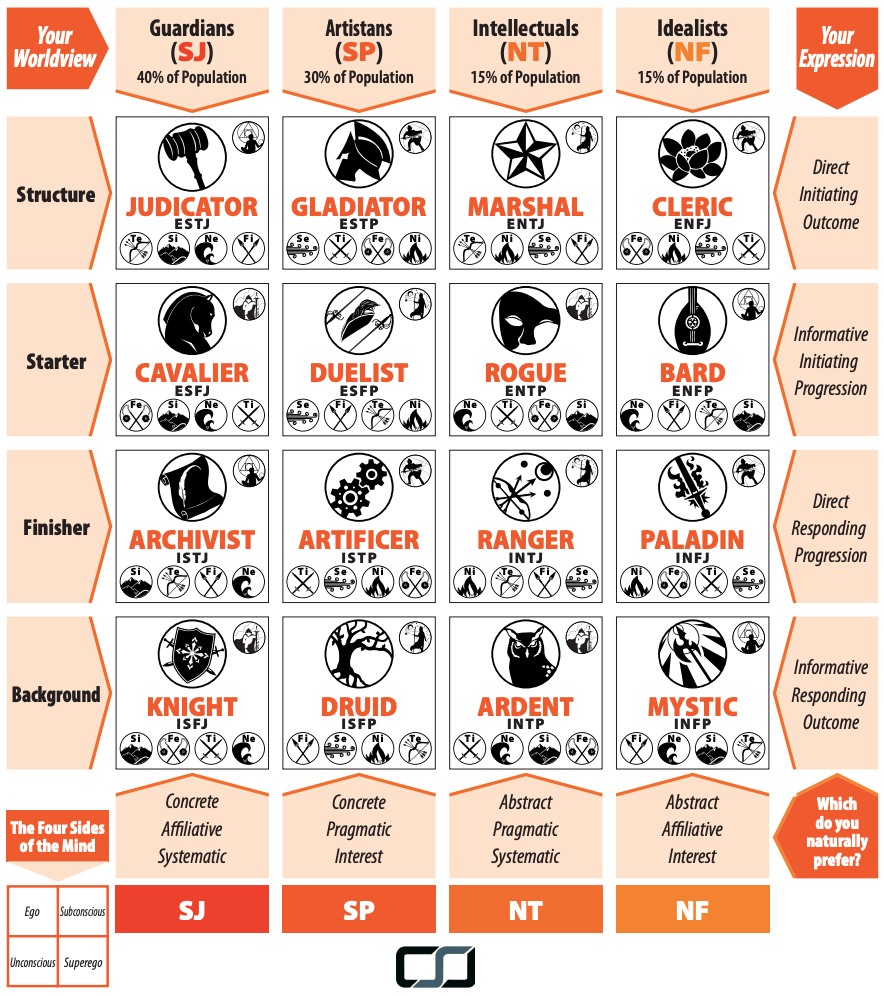 Your
Worldview
Guardians
(SJ)
40% of Population
Artistans
(SP)
30% of Population
Intellectuals
(NT)
15% of Population
Idealists
(NF)
15% of Population
Your
Expression
Structure
JUDICATOR
ESTJ
Te Si Ne Fi
GLADIATOR
ESTP
Se Ti Fe Ni
MARSHAL
ENTJ
Te Ni Se Fi
CLERIC
ENFJ
Fe Ni Se Ti
Direct
Initiating
Outcome
Starter
CAVALIER
ESFJ
Fe Si Ne Ti
DUELIST
ESFP
Se Fi Te Ni
ROGUE
ENTP
Ne Ti Fe Si
BARD
ENFP
Ne Fi Te Si
Informative
Initiating
Progression
Finisher
ARCHIVIST
ISTJ
Si Te Fi Ne
ARTIFICER
ISTP
Ti Se Ni Fe
RANGER
INTJ
Ni Te Fi Se
PALADIN
INFJ
Ni Fe Ti Se
Direct
Responding
Progression
Background
KNIGHT
ISFJ
Si Fe Ti Ne
DRUID
ISFP
Fi Se Ni Te
ARDENT
INTP
Ti Ne Si Fe
MYSTIC
INFP
Fi Ne Si Te
Informative
Responding
Outcome
The Four Sides
of the Mind
Concrete
Affiliative
Systematic
Concrete
Pragmatic
Interest
Abstract
Pragmatic
Systematic
Abstract
Affiliative
Interest
Which
do you
naturally
prefer?
Ego
Subconscious
Unconscious
Superego
SJ
SP
NT
NF